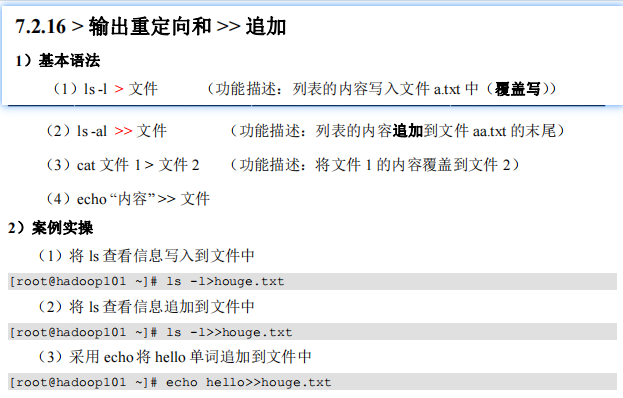 7.2.16 > 输出重定向和 >> 追加
1）基本语法
（1）ls -l > 文件 （功能描述：列表的内容写入文件 a.txt 中（覆盖写））
（2）ls -al >> 文件 （功能描述：列表的内容追加到文件 aa.txt 的末尾）
（3）cat 文件 1 > 文件 2 （功能描述：将文件 1 的内容覆盖到文件 2）
（4）echo “内容” >> 文件
2）案例实操
（1）将 ls 查看信息写入到文件中
[root@hadoop101 ~]# ls -l>houge.txt
（2）将 ls 查看信息追加到文件中
[root@hadoop101 ~]# ls -l>>houge.txt
（3）采用 echo 将 hello 单词追加到文件中
[root@hadoop101 ~]# echo hello>>houge.txt